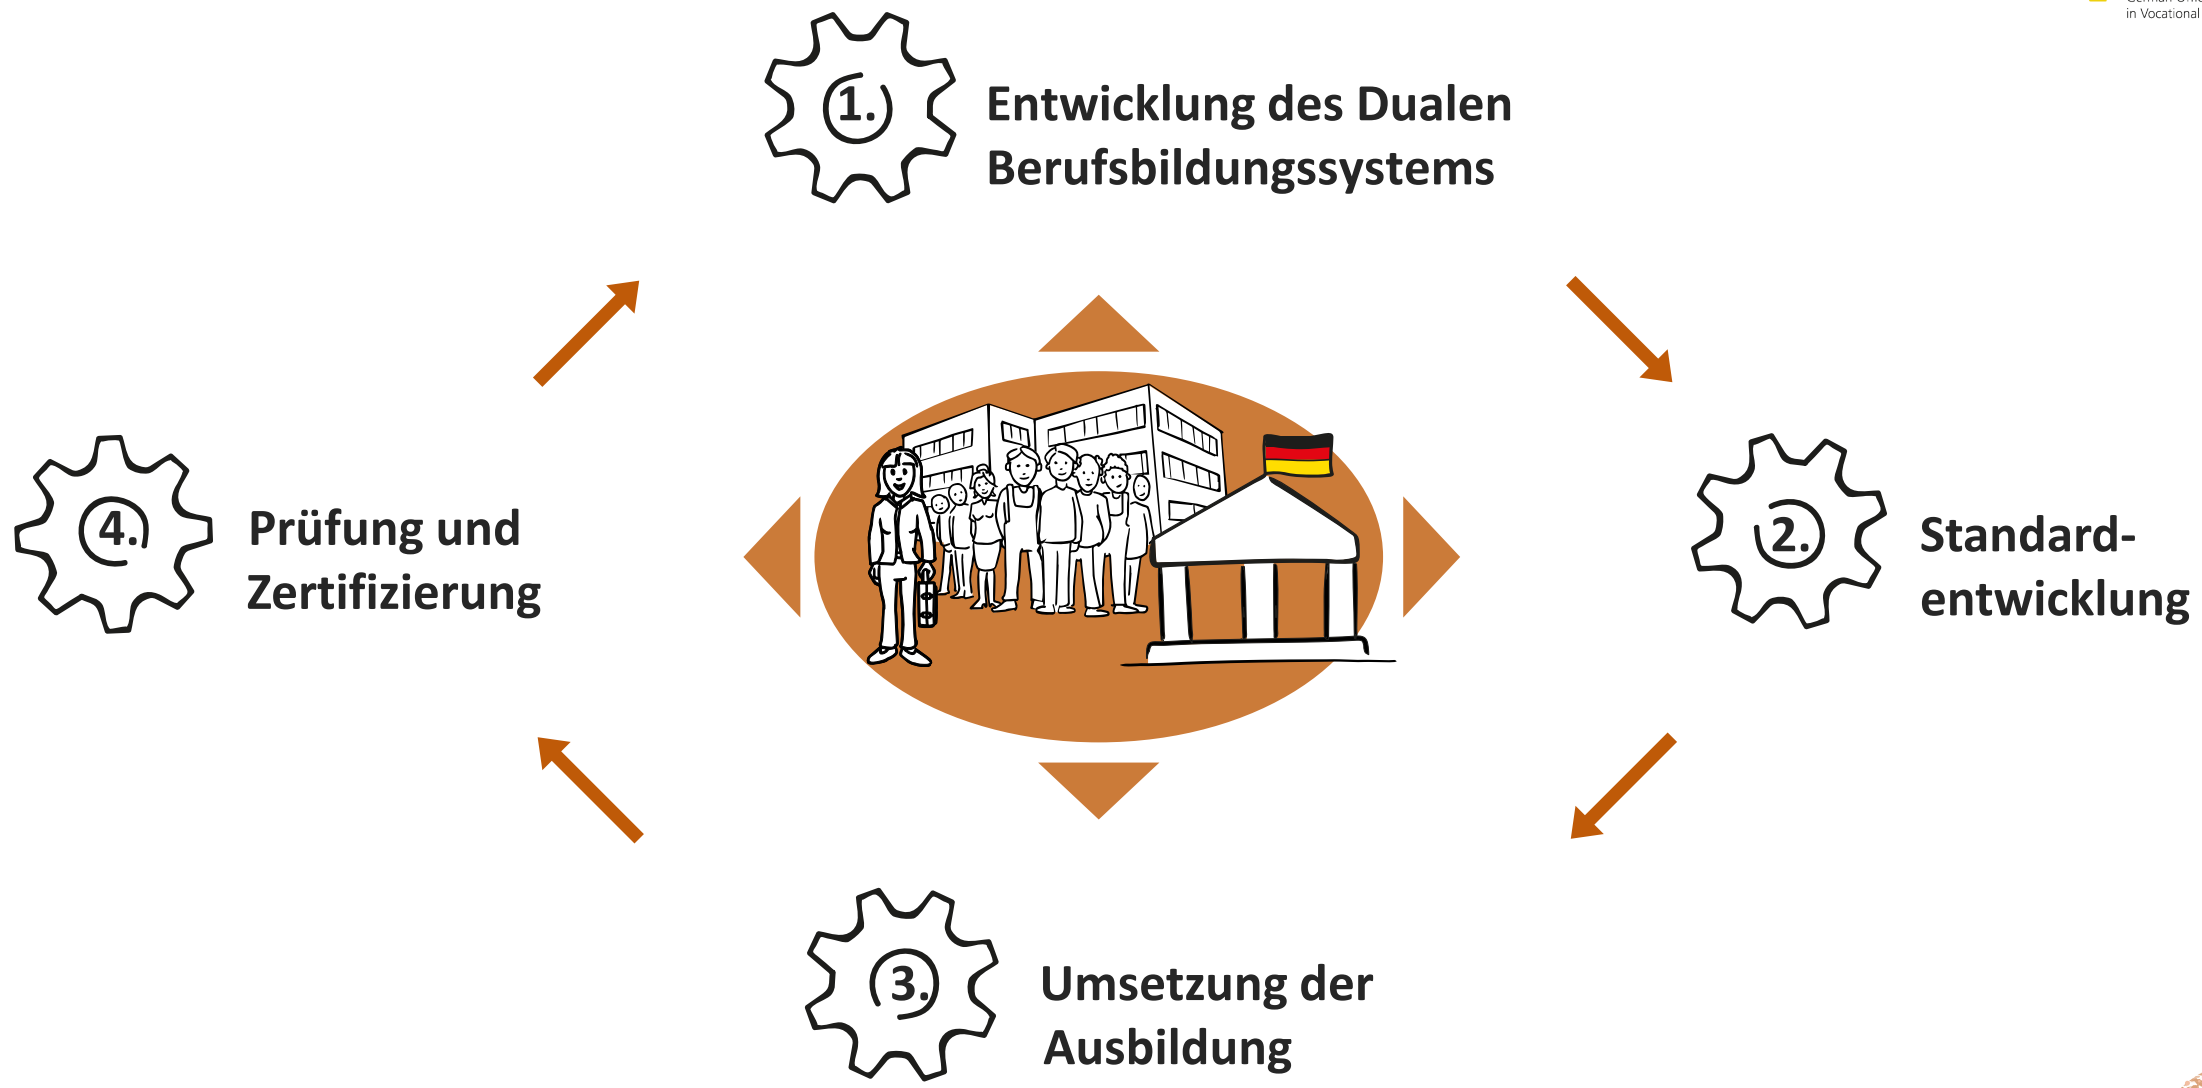 in Vocational
1.
Entwicklung des Dualen
Berufsbildungssystems
2.
Standard-
entwicklung
3.
Umsetzung der
Ausbildung
4.
Prüfung und
Zertifizierung